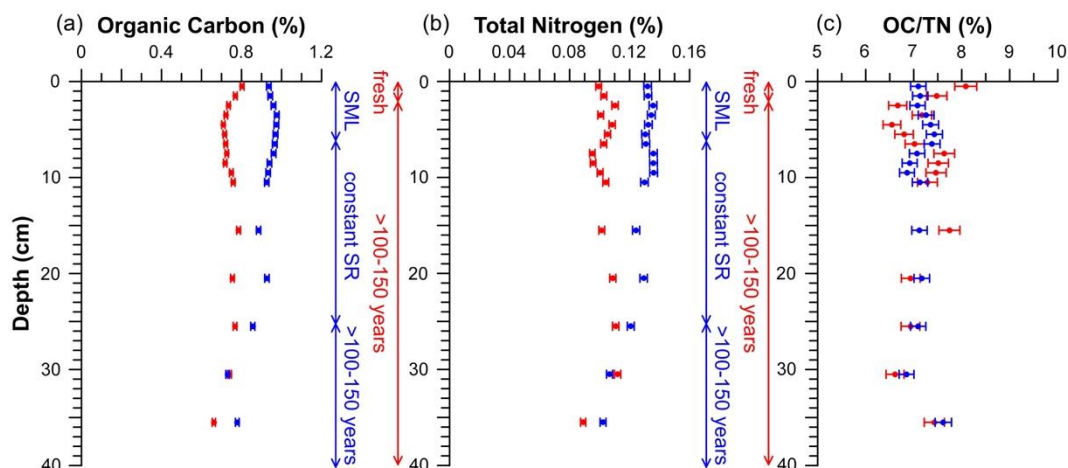 (a) Organic Carbon (%)
0 0.4 0.8 1.2
Depth (cm)
0
10
20
30
40
SML
constant SR
>100-150 years
fresh
>100-150 years
(b) Total Nitrogen (%)
0 0.04 0.08 0.12 0.16
0
10
20
30
40
SML
constant SR
>100-150 years
fresh
>100-150 years
(c) OC/TN (%)
5 6 7 8 9 10
0
10
20
30
40